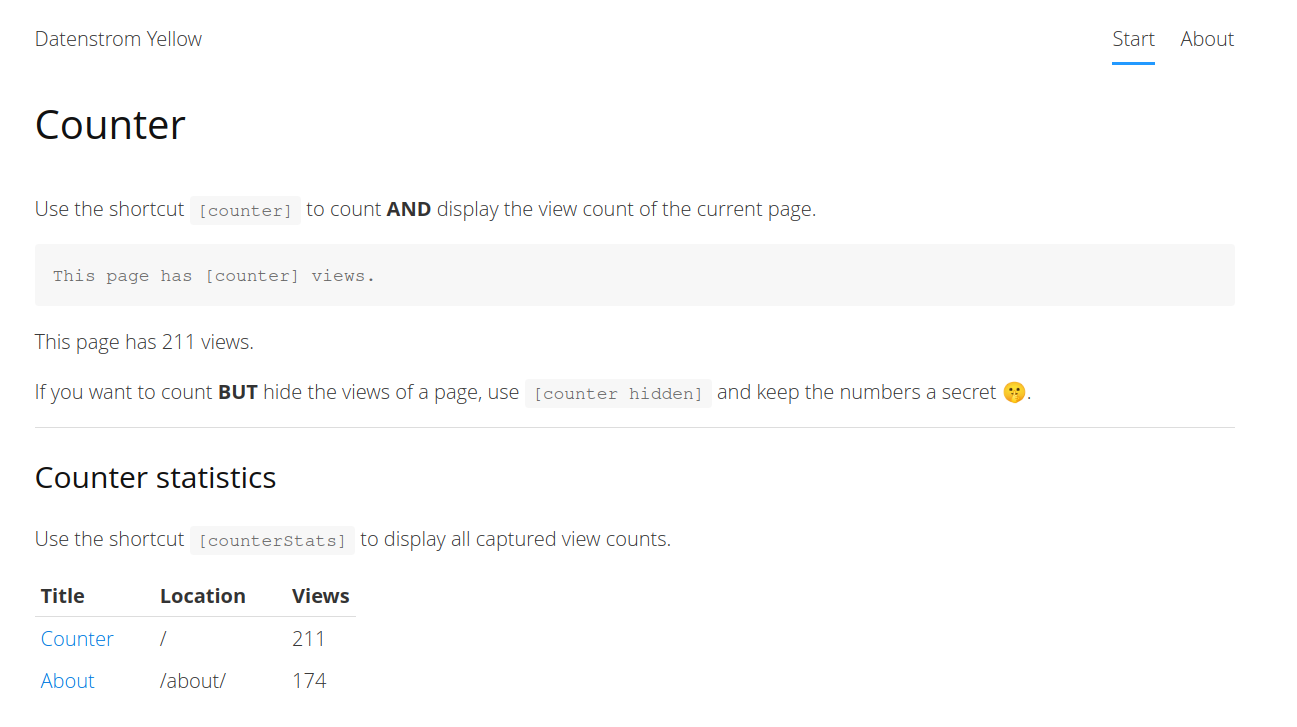 Datenstrom Yellow Start About
Counter
Use the shortcut [counter] to count AND display the view count of the current page.
This page has [counter] views.
This page has 211 views.
If you want to count BUT hide the views of a page, use [counter hidden] and keep the numbers a secret 🤫.
Counter statistics
Use the shortcut [counterStats] to display all captured view counts.
Title Location Views
Counter / 211
About /about/ 174